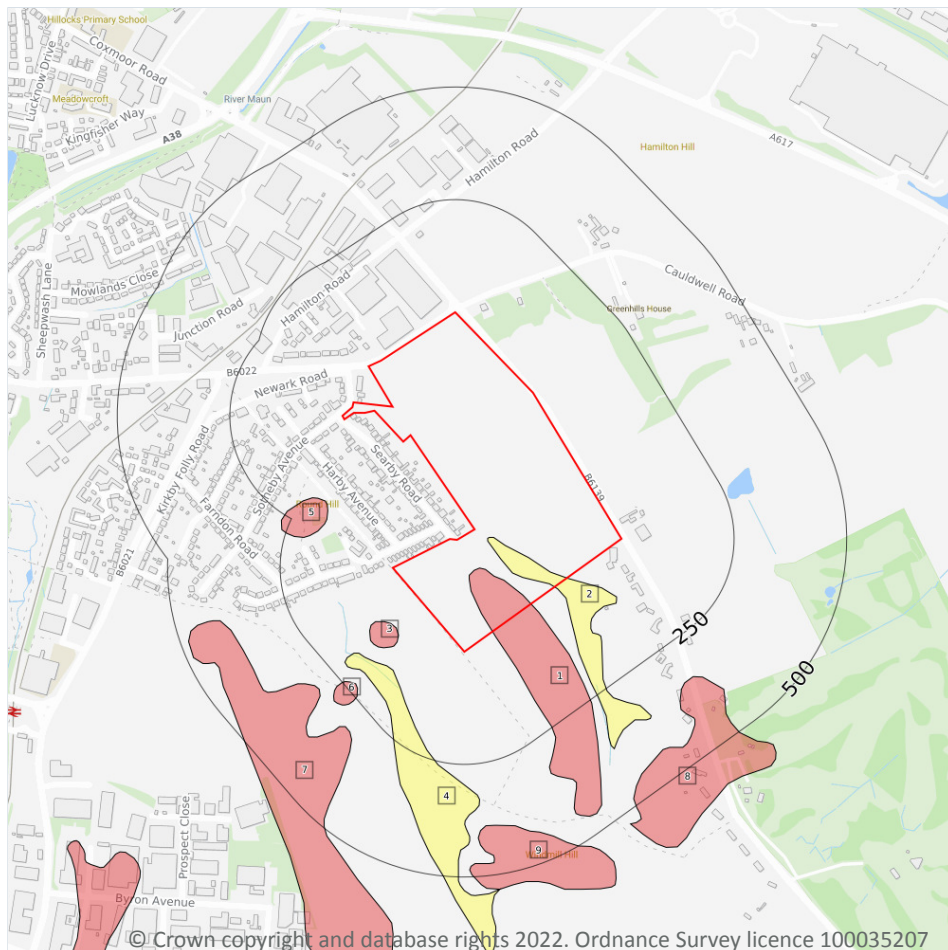 Hillocks Primary School
Coxmoor Road
Lucknow Drive
Meadowcroft
River Maun
Kingfisher Way
A38
Hamilton Road
Hamilton Hill
A617
Sheepwash Lane
Mowlands Close
Junction Road
Hamilton Road
Cauldwell Road
Greenhills House
B6022
Newark Road
Kirkby Folly Road
Sotheby Avenue
Searby Road
Harby Avenue
B6139
Farndon Road
Hill
5
B6021
2
3
250
1
6
500
7
8
4
Prospect Close
9
Windmill Hill
Byron Avenue
© Crown copyright and database rights 2022. Ordnance Survey licence 100035207